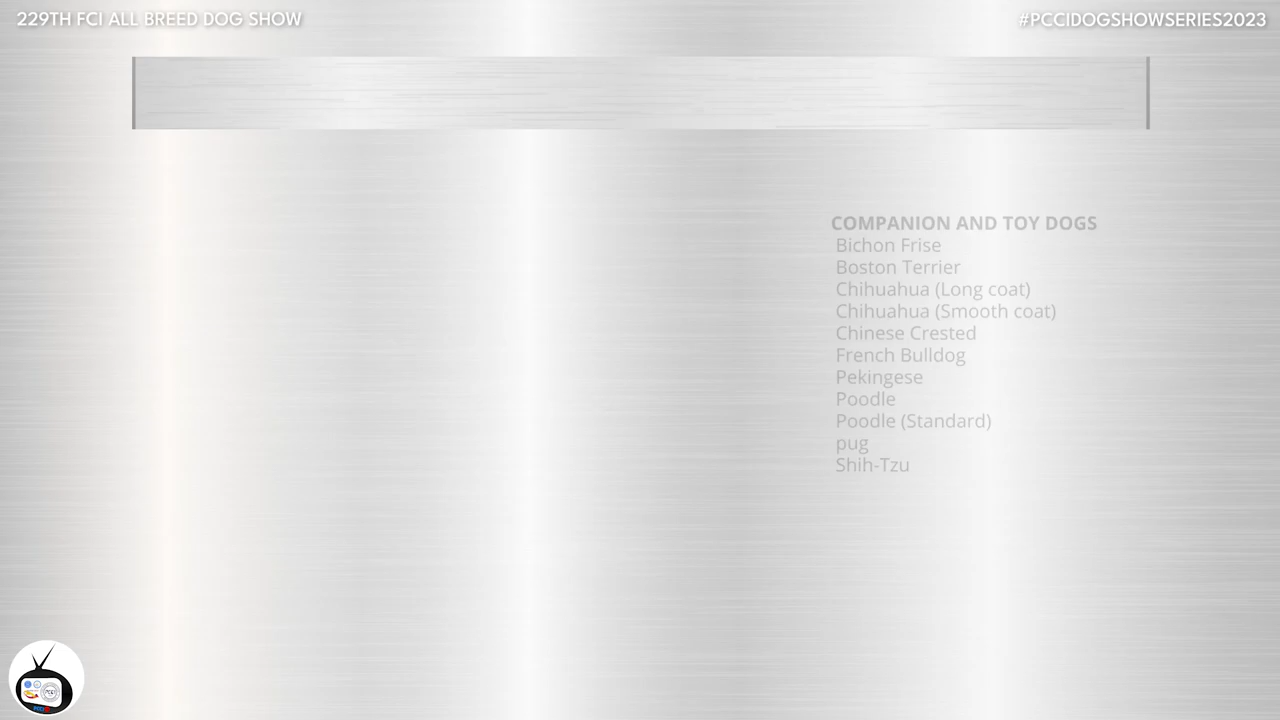 229TH FCI ALL BREED DOG SHOW
#PCCIDOGSHOWSERIES2023
COMPANION AND TOY DOGS
Bichon Frise
Boston Terrier
Chihuahua (Long coat)
Chihuahua (Smooth coat)
Chinese Crested
French Bulldog
Pekingese
Poodle
Poodle (Standard)
pug
Shih-Tzu